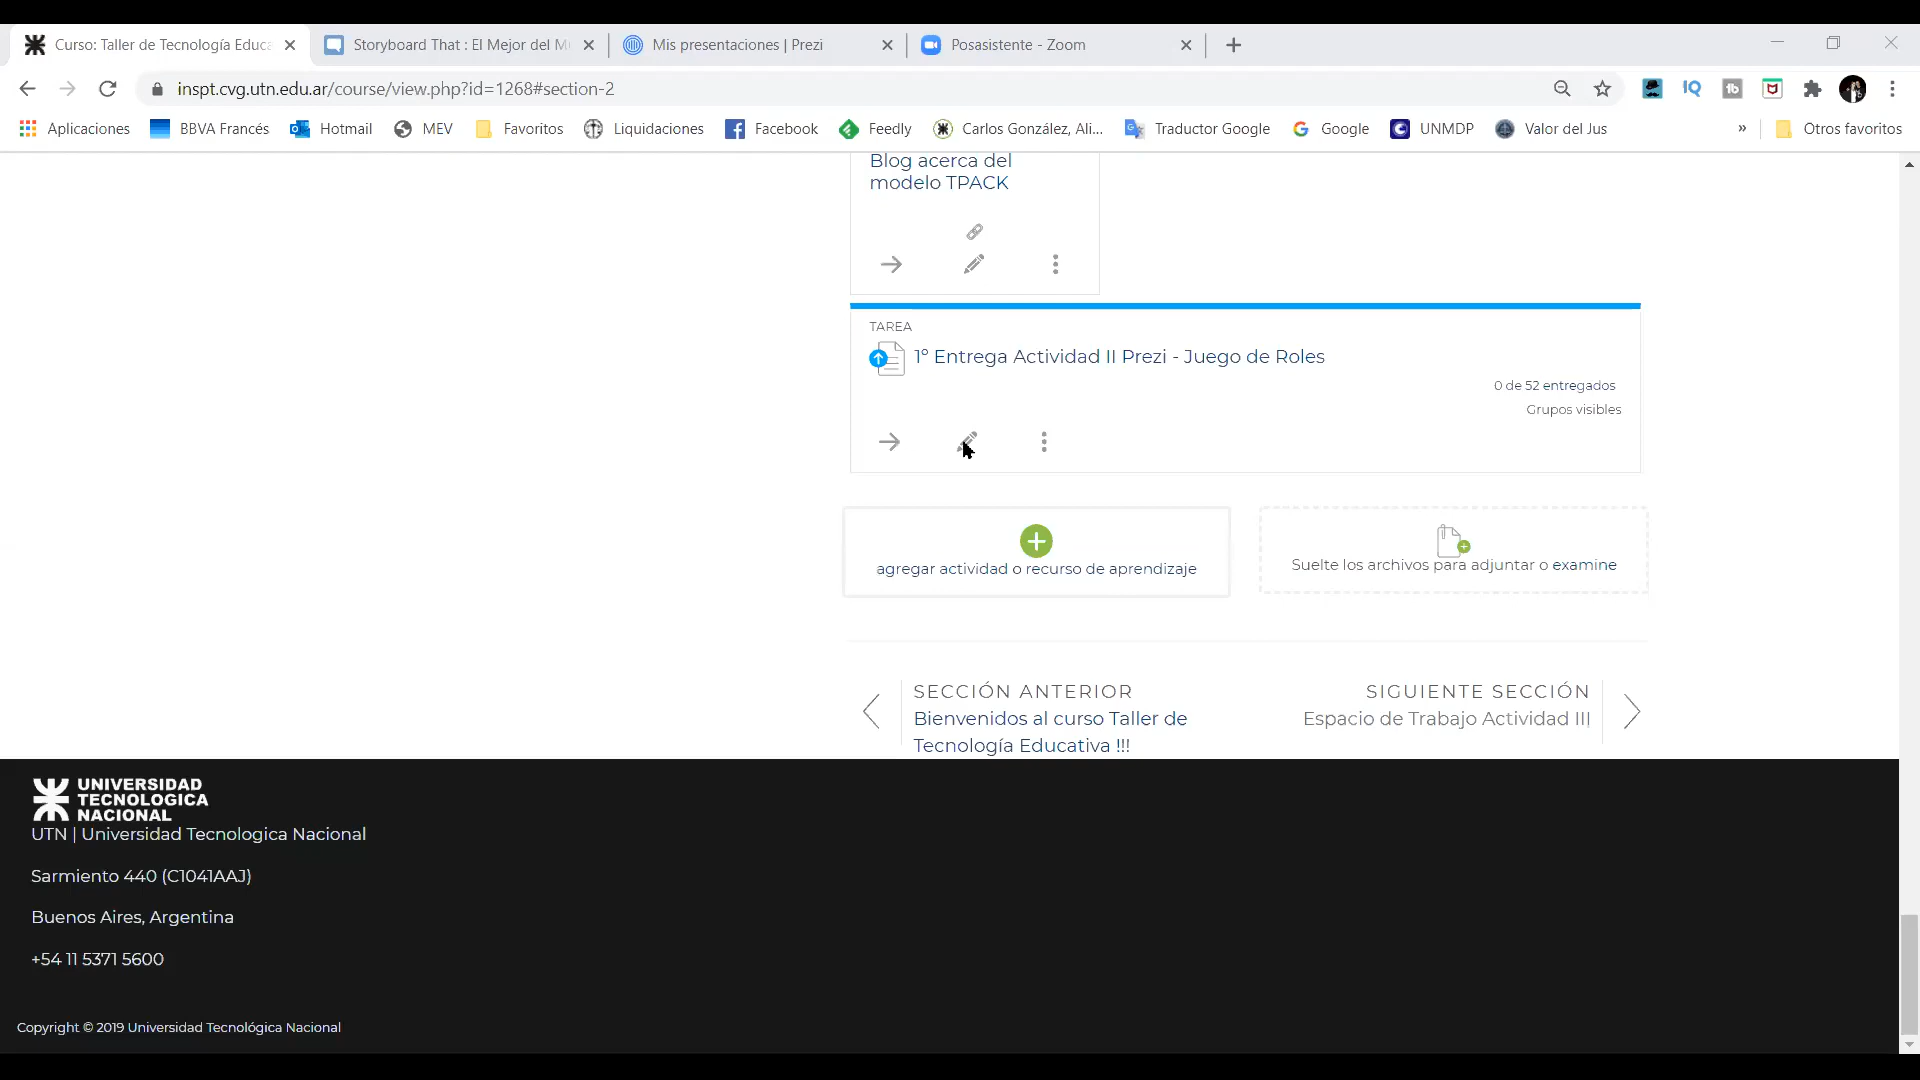 Curso: Taller de Tecnología Educa
Storyboard That : El Mejor del M
Mis presentaciones | Prezi
Posasistente - Zoom
inspt.cvg.utn.edu.ar/course/view.php?id=1268#section-2
IQ
tb
Aplicaciones
BBVA Francés
Hotmail
MEV
Favoritos
Liquidaciones
Facebook
Feedly
Carlos González, Ali...
Traductor Google
Google
UNMDP
Valor del Jus
»
Otros favoritos
Blog acerca del
modelo TPACK
TAREA
1º Entrega Actividad II Prezi - Juego de Roles
0 de 52 entregados
Grupos visibles
agregar actividad o recurso de aprendizaje
Suelte los archivos para adjuntar o examine
SECCIÓN ANTERIOR
Bienvenidos al curso Taller de
Tecnología Educativa !!!
SIGUIENTE SECCIÓN
Espacio de Trabajo Actividad III
UNIVERSIDAD
TECNOLOGICA
NACIONAL
UTN | Universidad Tecnologica Nacional
Sarmiento 440 (C1041AAJ)
Buenos Aires, Argentina
+54 11 5371 5600
Copyright © 2019 Universidad Tecnológica Nacional